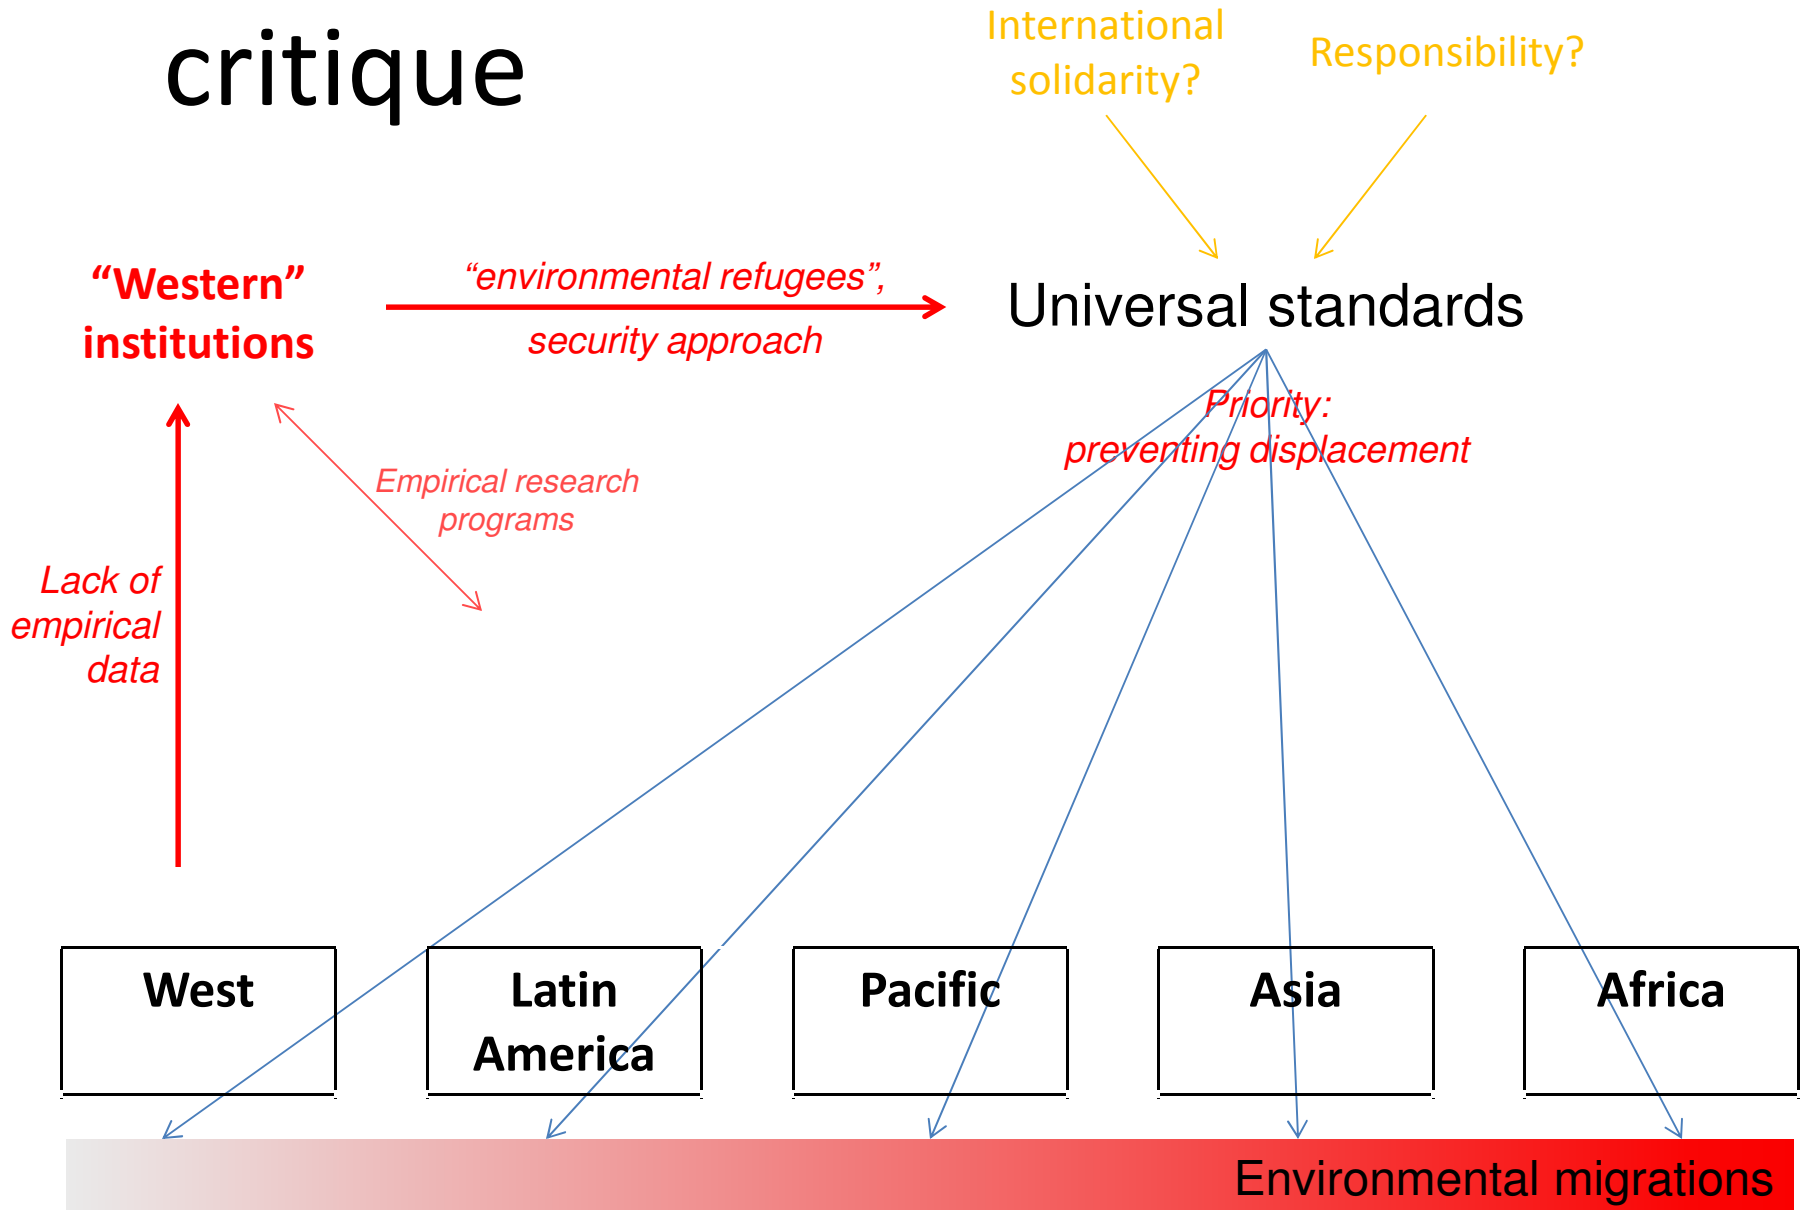 critique
International
solidarity?
Responsibility?
“Western”
institutions
“environmental refugees”,
security approach
Universal standards
Priority:
preventing displacement
Empirical research
programs
Lack of
empirical
data
West
Latin
America
Pacific
Asia
Africa
Environmental migrations